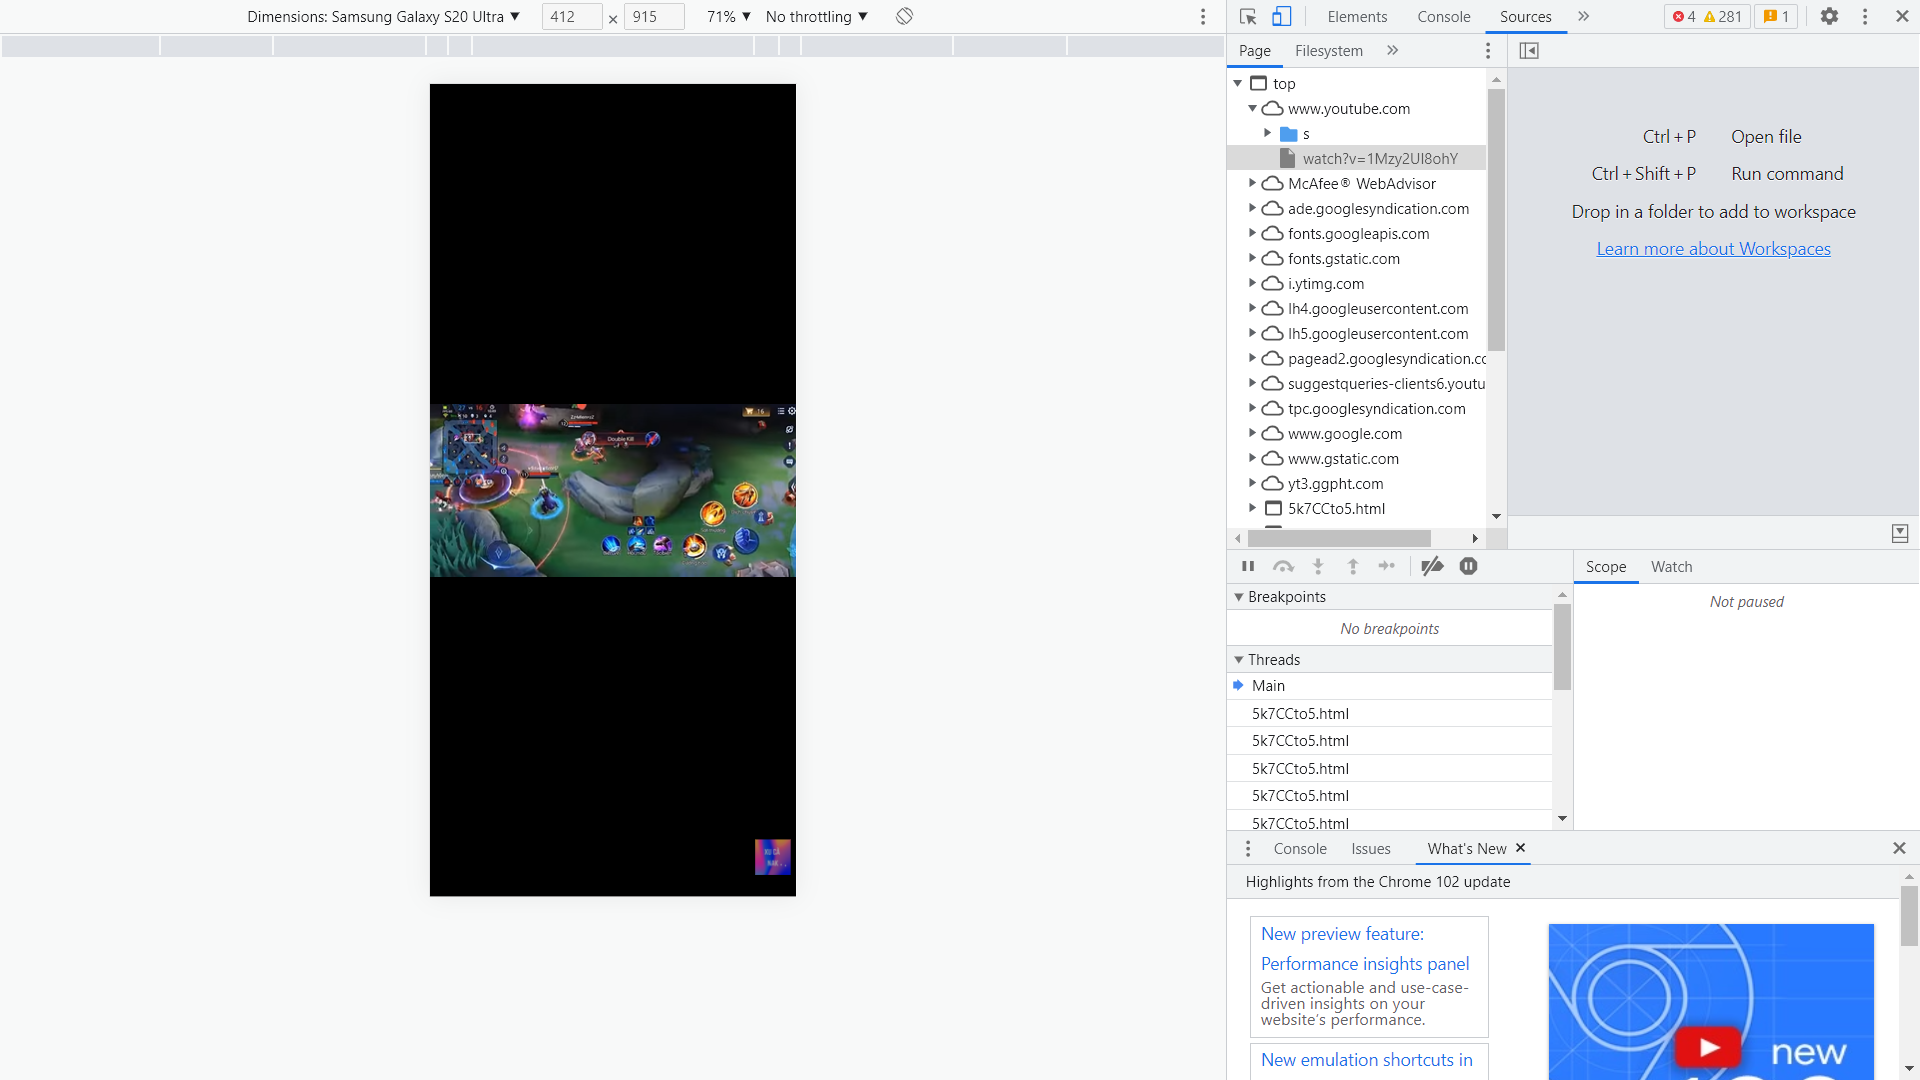 Dimensions: Samsung Galaxy S20 Ultra ▼ 412 × 915 71% ▼ No throttling ▼
Elements Console Sources » 4 281 1
Page Filesystem »
top
www.youtube.com
s
watch?v=1Mzy2UI8ohY
McAfee® WebAdvisor
ade.googlesyndication.com
fonts.googleapis.com
fonts.gstatic.com
i.ytimg.com
lh4.googleusercontent.com
lh5.googleusercontent.com
pagead2.googlesyndication.co
suggestqueries-clients6.youtu
tpc.googlesyndication.com
www.google.com
www.gstatic.com
yt3.ggpht.com
5k7CCto5.html
Ctrl + P Open file
Ctrl + Shift + P Run command
Drop in a folder to add to workspace
Learn more about Workspaces
Double Kill
16
Scope Watch
Not paused
Breakpoints
No breakpoints
Threads
Main
5k7CCto5.html
5k7CCto5.html
5k7CCto5.html
5k7CCto5.html
5k7CCto5.html
Console Issues What's New ×
Highlights from the Chrome 102 update
New preview feature:
Performance insights panel
Get actionable and use-case-
driven insights on your
website's performance.
New emulation shortcuts in
new